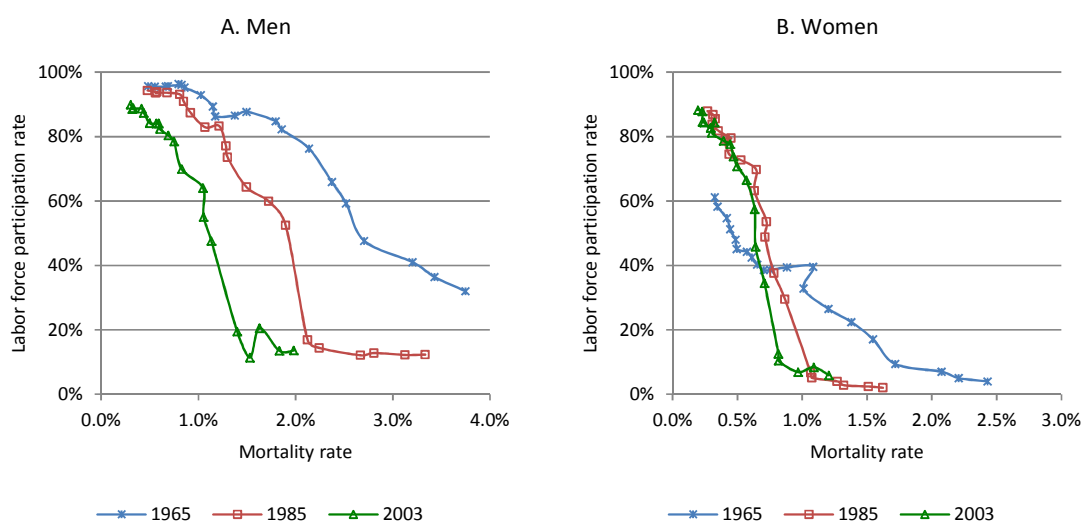 A. Men
100%
80%
60%
40%
20%
0%
Labor force participation rate
0.0% 1.0% 2.0% 3.0% 4.0%
Mortality rate
1965 1985 2003
B. Women
100%
80%
60%
40%
20%
0%
Labor force participation rate
0.0% 0.5% 1.0% 1.5% 2.0% 2.5% 3.0%
Mortality rate
1965 1985 2003